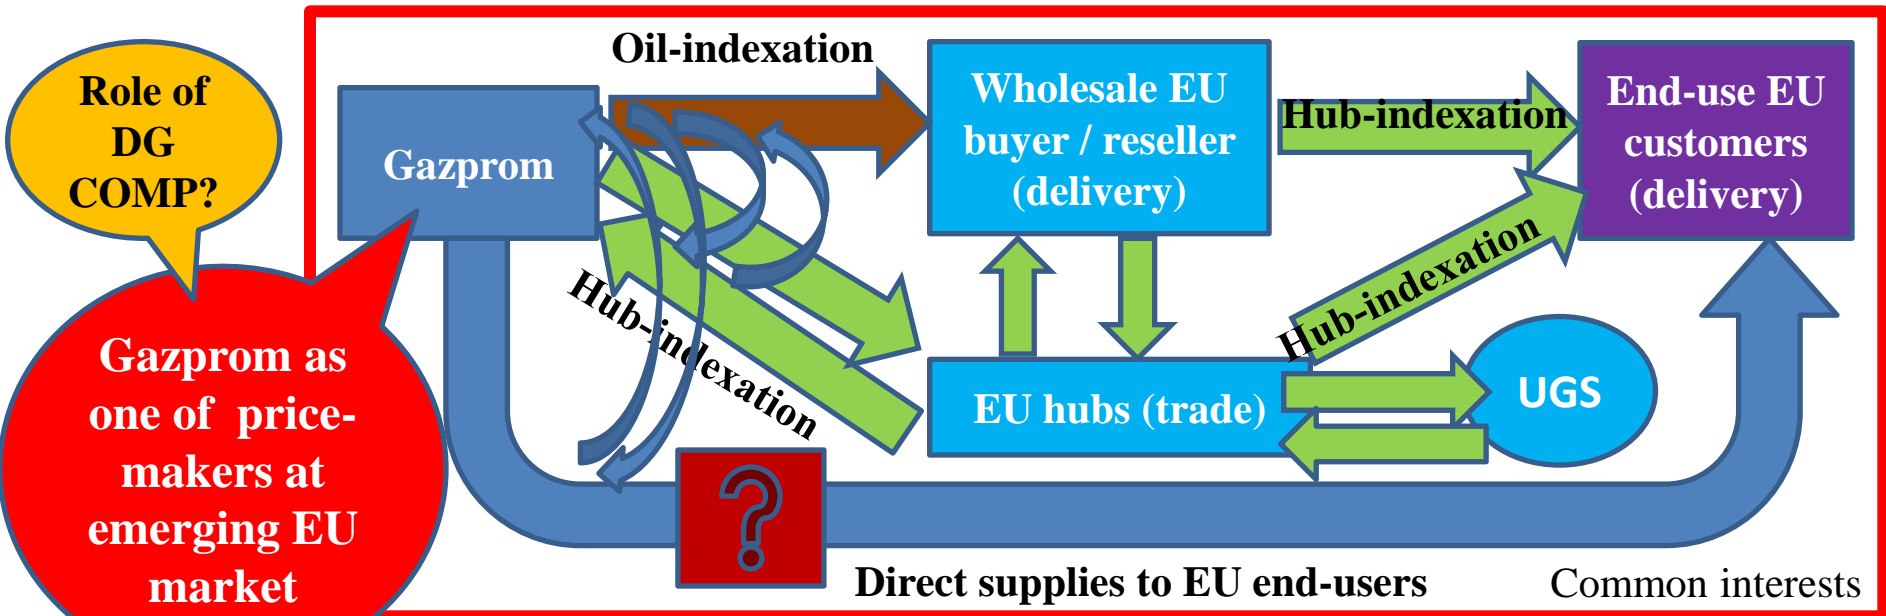 Oil-indexation
Role of
DG
COMP?
Gazprom
Wholesale EU
buyer / reseller
(delivery)
Hub-indexation
End-use EU
customers
(delivery)
Hub-indexation
Hub-indexation
Gazprom as
one of price-
makers at
emerging EU
market
EU hubs (trade)
UGS
?
Direct supplies to EU end-users
Common interests